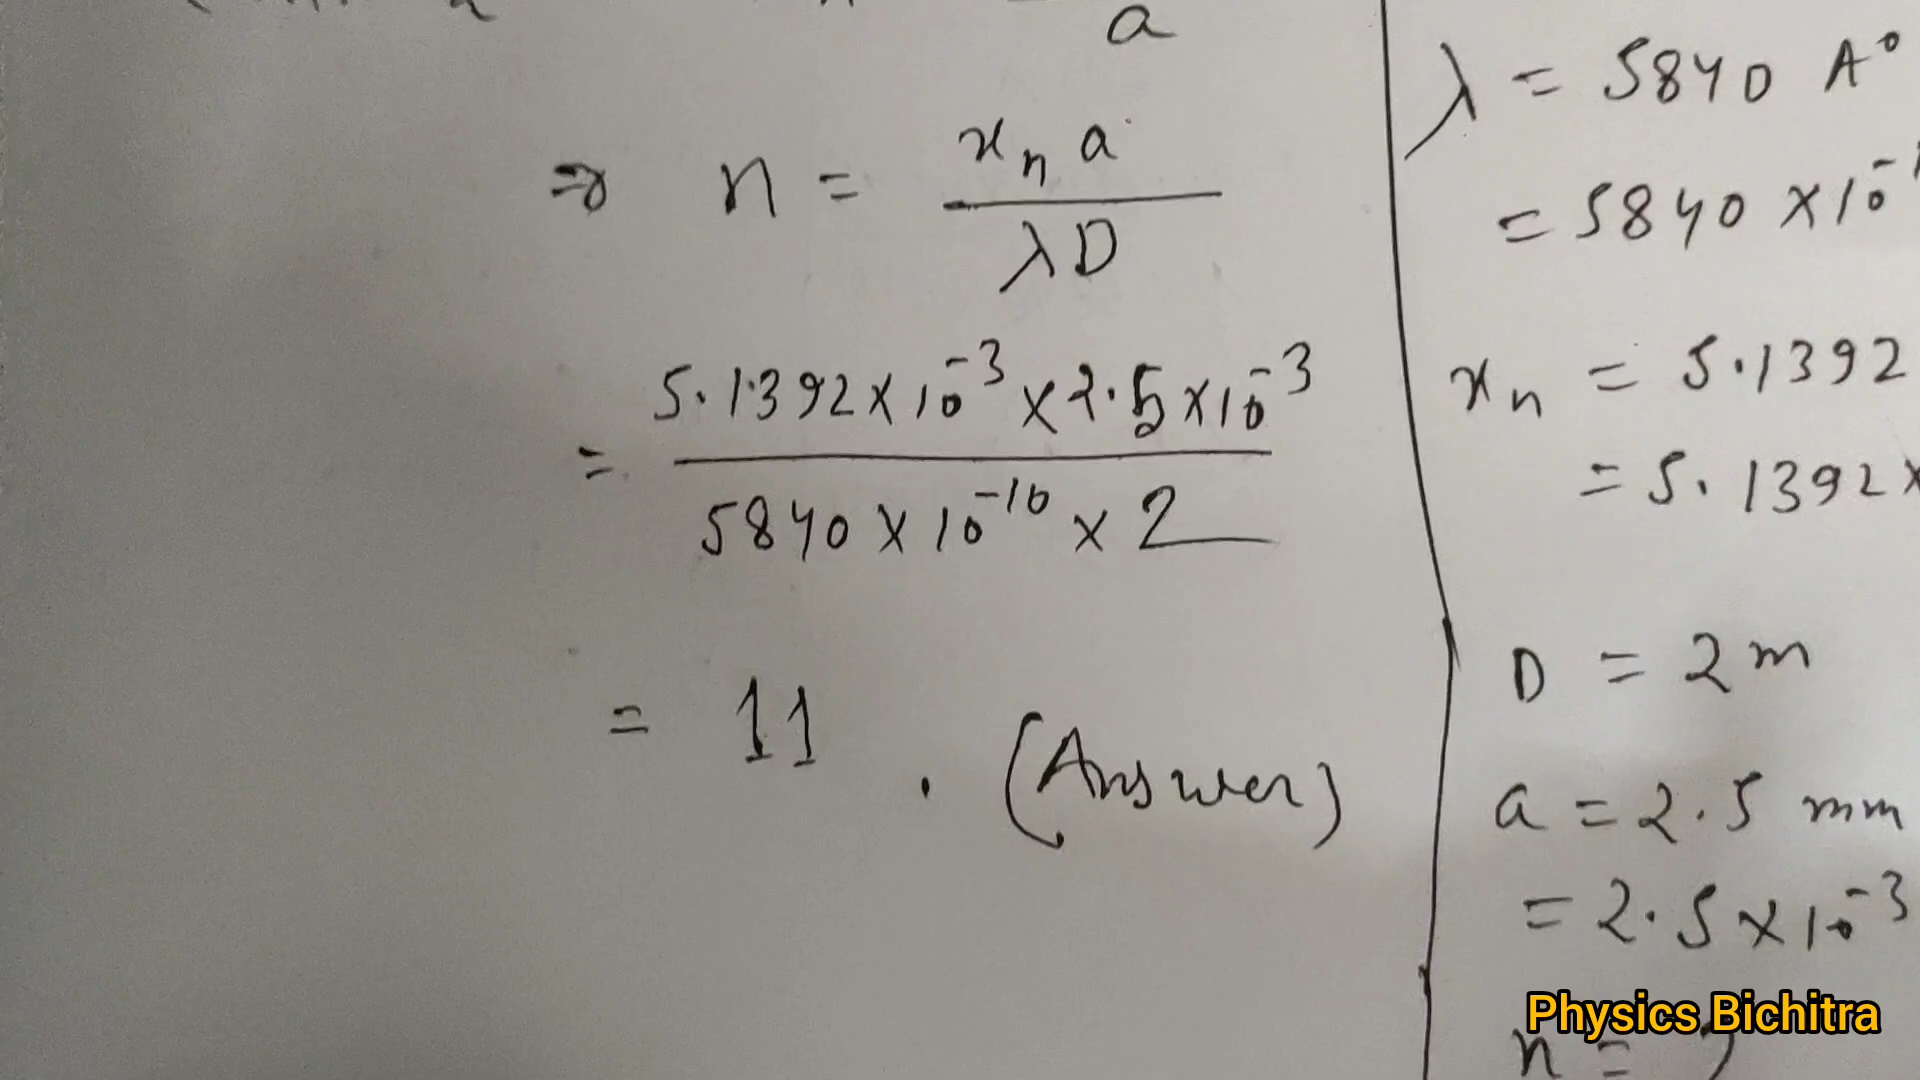 a
⇒ n = xₙ a / λD
= 5.1392×10⁻³ × 2.5×10⁻³ / 5840 × 10⁻¹⁰ × 2
= 11 . (Answer)
λ = 5840 A°
= 5840 × 10⁻
xₙ = 5.1392
= 5.1392×
D = 2 m
a = 2.5 mm
= 2.5 × 10⁻³
n = ?
Physics Bichitra